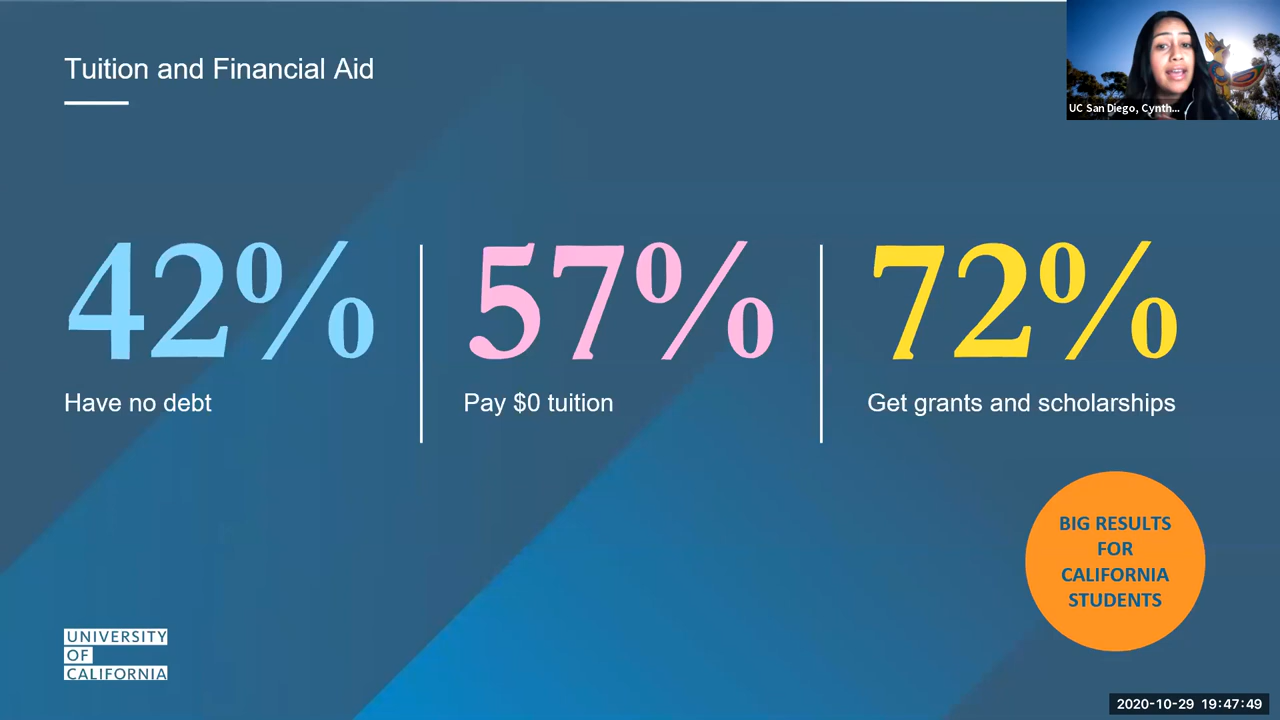 Tuition and Financial Aid
UC San Diego, Cynth...
42%
Have no debt
57%
Pay $0 tuition
72%
Get grants and scholarships
BIG RESULTS
FOR
CALIFORNIA
STUDENTS
UNIVERSITY
OF
CALIFORNIA
2020-10-29 19:47:49